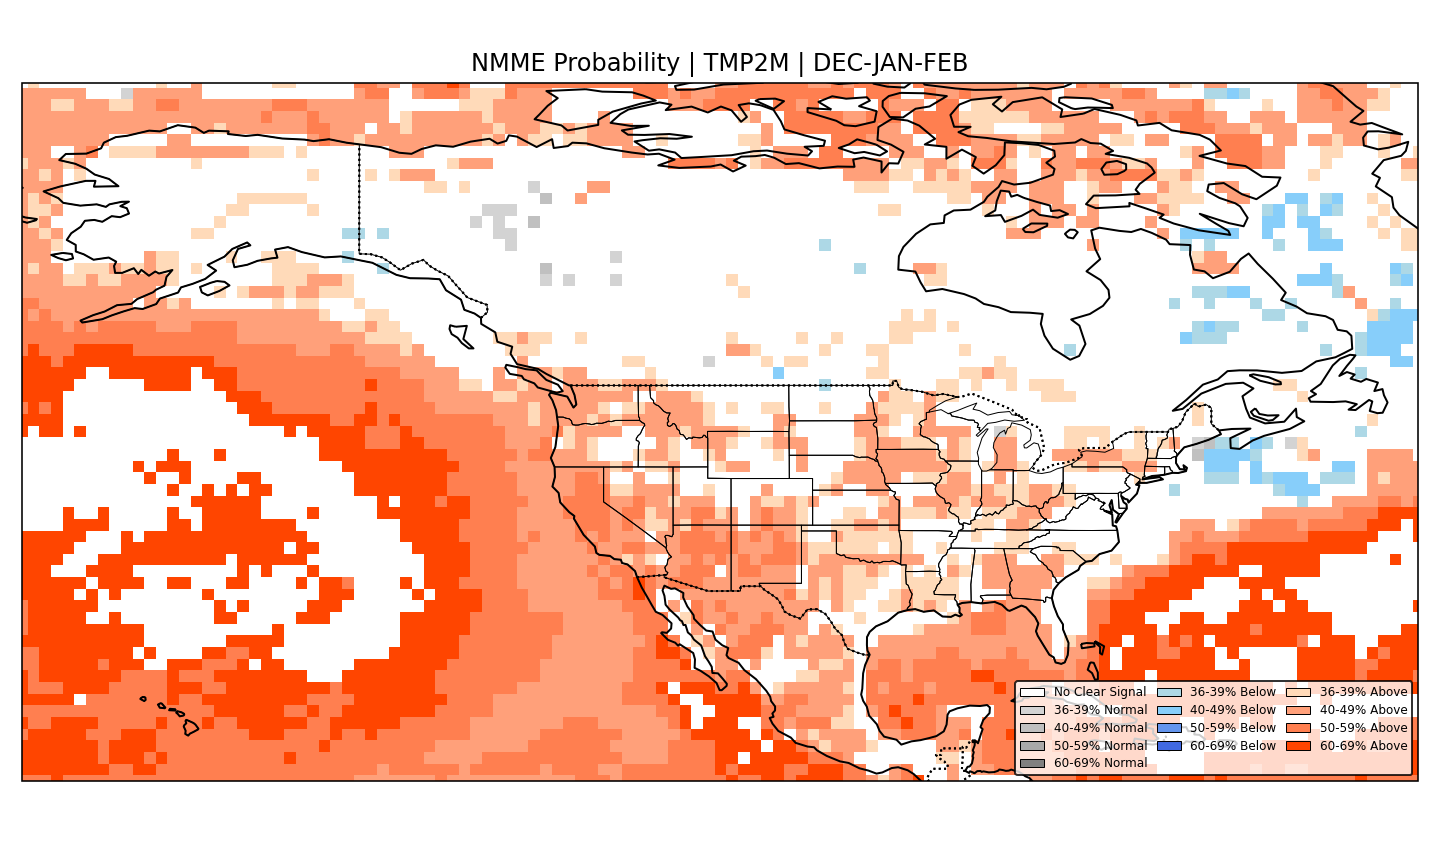 NMME Probability | TMP2M | DEC-JAN-FEB
No Clear Signal
36-39% Normal
40-49% Normal
50-59% Normal
60-69% Normal
36-39% Below
40-49% Below
50-59% Below
60-69% Below
36-39% Above
40-49% Above
50-59% Above
60-69% Above